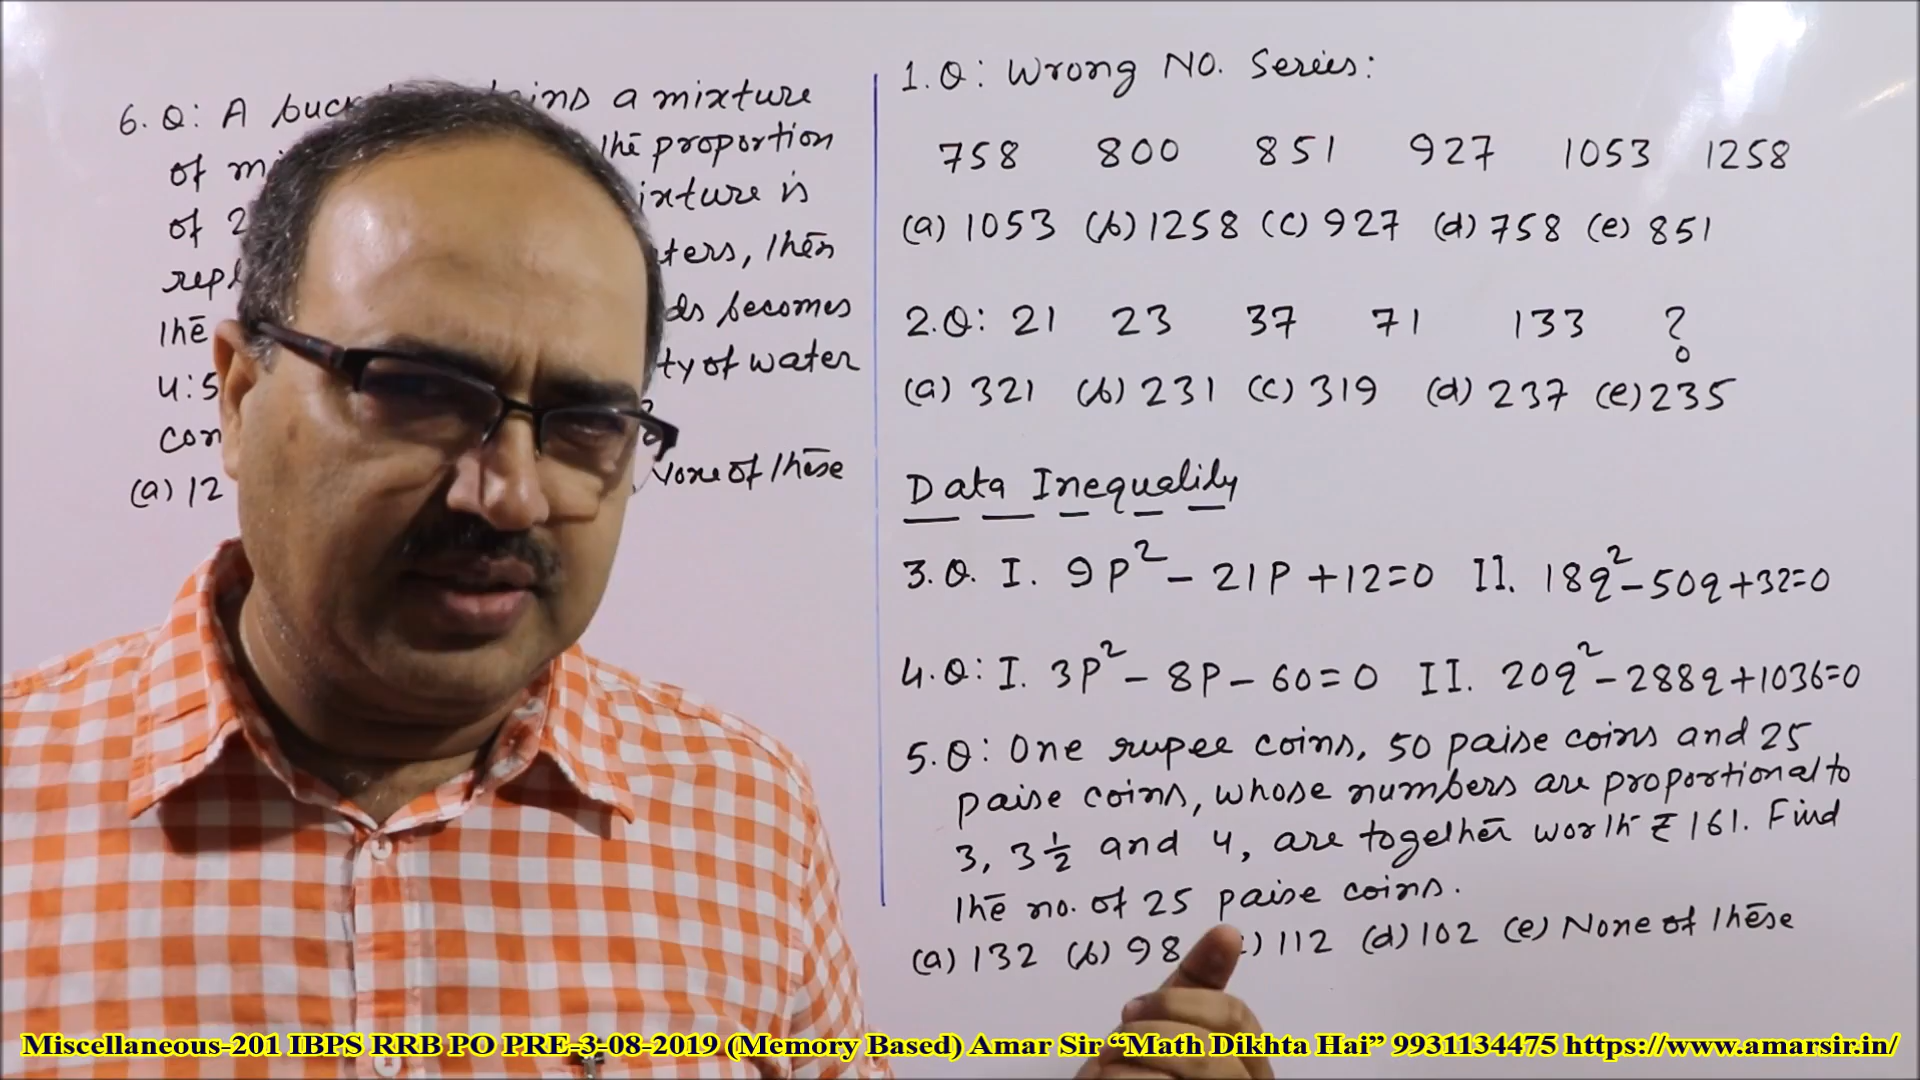 6. Q: A ins a mixture
of the proportion
of 2 ixture is
ters, then
the ds becomes
4:5 ty of water
(a) 12 None of these
1.Q: Wrong NO. Series:
758 800 851 927 1053 1258
(a) 1053 (b) 1258 (c) 927 (d) 758 (e) 851
2.Q: 21 23 37 71 133 ?
(a) 321 (b) 231 (c) 319 (d) 237 (e) 235
Data Inequality
3.Q. I. 9p² - 21p + 12=0 II. 18q² - 50q + 32=0
4.Q: I. 3p² - 8p - 60=0 II. 20q² - 288q + 1036=0
5.Q: One rupee coins, 50 paise coins and 25
paise coins, whose numbers are proportional to
3, 3 1/2 and 4, are together worth ₹ 161. Find
the no. of 25 paise coins.
(a) 132 (b) 98 c) 112 (d) 102 (e) None of these
Miscellaneous-201 IBPS RRB PO PRE-3-08-2019 (Memory Based) Amar Sir “Math Dikhta Hai” 9931134475 https://www.amarsir.in/